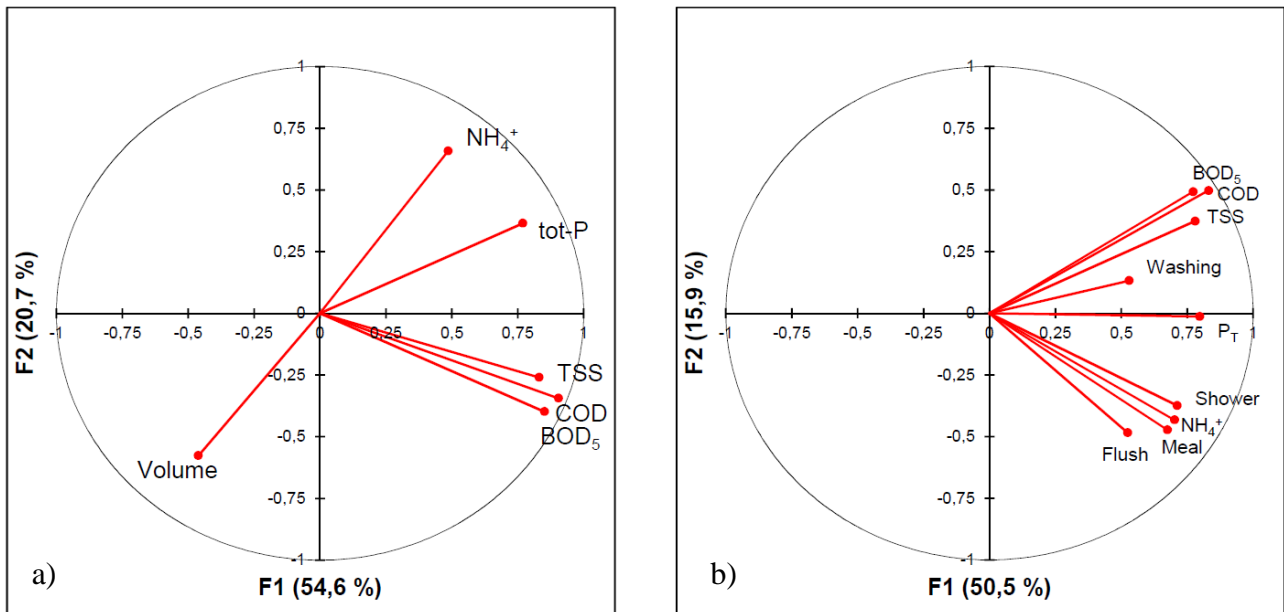 1
0,75
NH₄⁺
0,5
tot-P
0,25
0
-1
-0,75
-0,5
-0,25
0
0,25
0,5
0,75
1
-0,25
TSS
COD
-0,5
BOD₅
Volume
-0,75
-1
F2 (20,7 %)
a)
F1 (54,6 %)
1
0,75
BOD₅
0,5
COD
TSS
0,25
Washing
0
-1
-0,75
-0,5
-0,25
0
0,25
0,5
0,75
1
P_T
-0,25
Shower
NH₄⁺
-0,5
Flush
Meal
-0,75
-1
F2 (15,9 %)
b)
F1 (50,5 %)